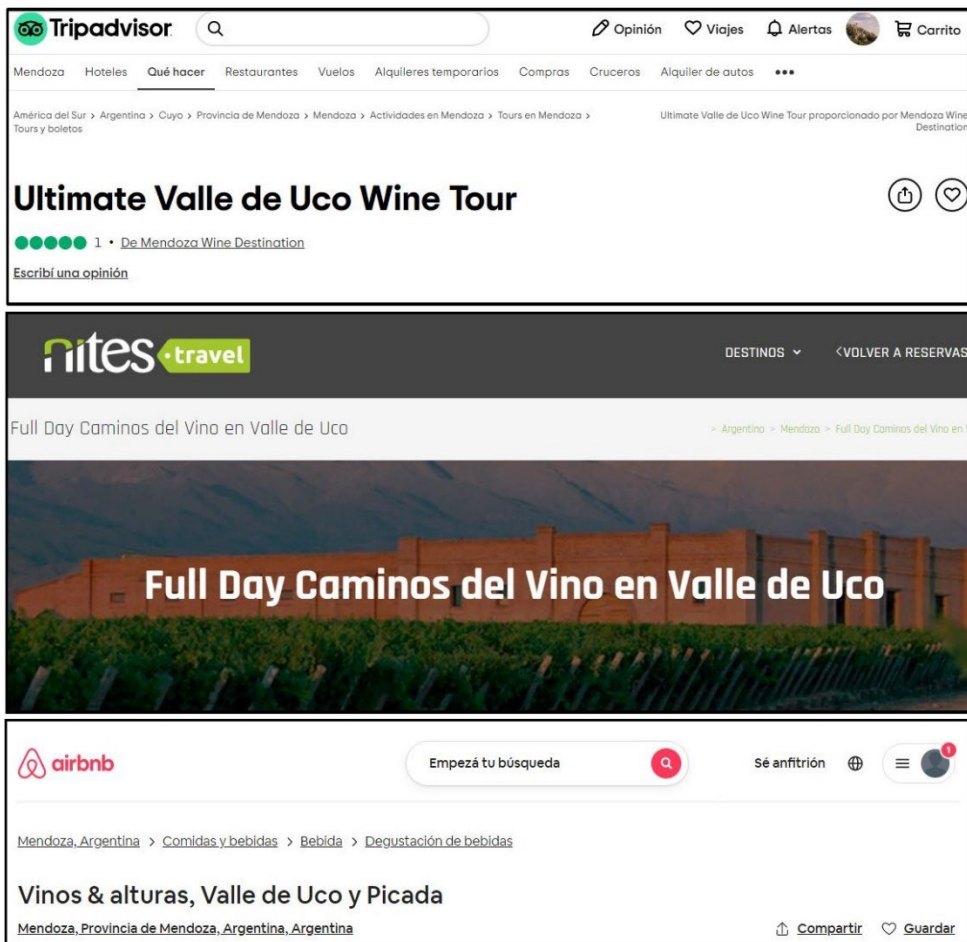 Tripadvisor
Opinión Viajes Alertas Carrito
Mendoza Hoteles Qué hacer Restaurantes Vuelos Alquileres temporarios Compras Cruceros Alquiler de autos •••
América del Sur > Argentina > Cuyo > Provincia de Mendoza > Mendoza > Actividades en Mendoza > Tours en Mendoza >
Tours y boletos
Ultimate Valle de Uco Wine Tour proporcionado por Mendoza Wine
Destination
Ultimate Valle de Uco Wine Tour
1 • De Mendoza Wine Destination
Escribí una opinión
nites•travel
DESTINOS <VOLVER A RESERVAS
Full Day Caminos del Vino en Valle de Uco
> Argentina > Mendoza > Full Day Caminos del Vino en
Full Day Caminos del Vino en Valle de Uco
airbnb
Empezá tu búsqueda
Sé anfitrión
1
Mendoza, Argentina > Comidas y bebidas > Bebida > Degustación de bebidas
Vinos & alturas, Valle de Uco y Picada
Mendoza, Provincia de Mendoza, Argentina, Argentina
Compartir Guardar